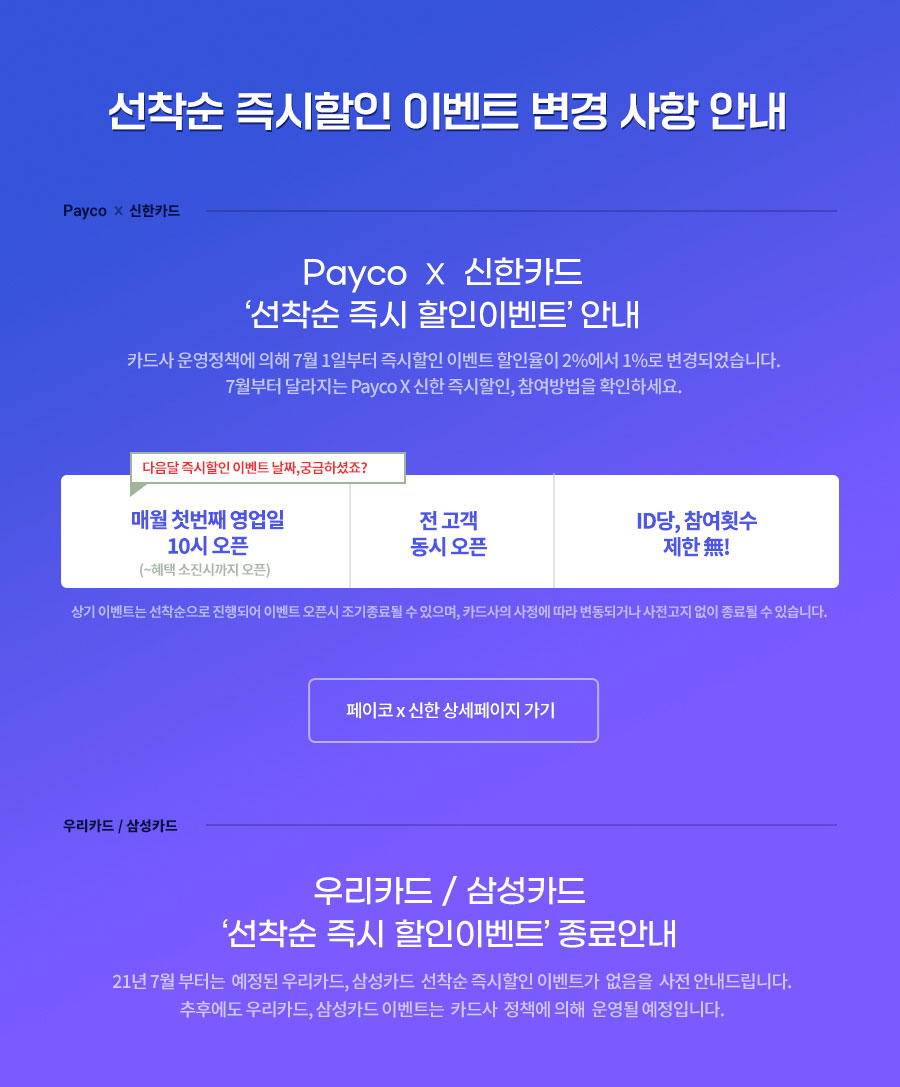 선착순 즉시할인 이벤트 변경 사항 안내
Payco x 신한카드
Payco x 신한카드
‘선착순 즉시 할인이벤트’ 안내
카드사 운영정책에 의해 7월 1일부터 즉시할인 이벤트 할인율이 2%에서 1%로 변경되었습니다.
7월부터 달라지는 Payco X 신한 즉시할인, 참여방법을 확인하세요.
다음달 즉시할인 이벤트 날짜,궁금하셨죠?
매월 첫번째 영업일
10시 오픈
(~혜택 소진시까지 오픈)
전 고객
동시 오픈
ID당, 참여횟수
제한 無!
상기 이벤트는 선착순으로 진행되어 이벤트 오픈시 조기종료될 수 있으며, 카드사의 사정에 따라 변동되거나 사전고지 없이 종료될 수 있습니다.
페이코 x 신한 상세페이지 가기
우리카드 / 삼성카드
우리카드 / 삼성카드
‘선착순 즉시 할인이벤트’ 종료안내
21년 7월 부터는 예정된 우리카드, 삼성카드 선착순 즉시할인 이벤트가 없음을 사전 안내드립니다.
추후에도 우리카드, 삼성카드 이벤트는 카드사 정책에 의해 운영될 예정입니다.